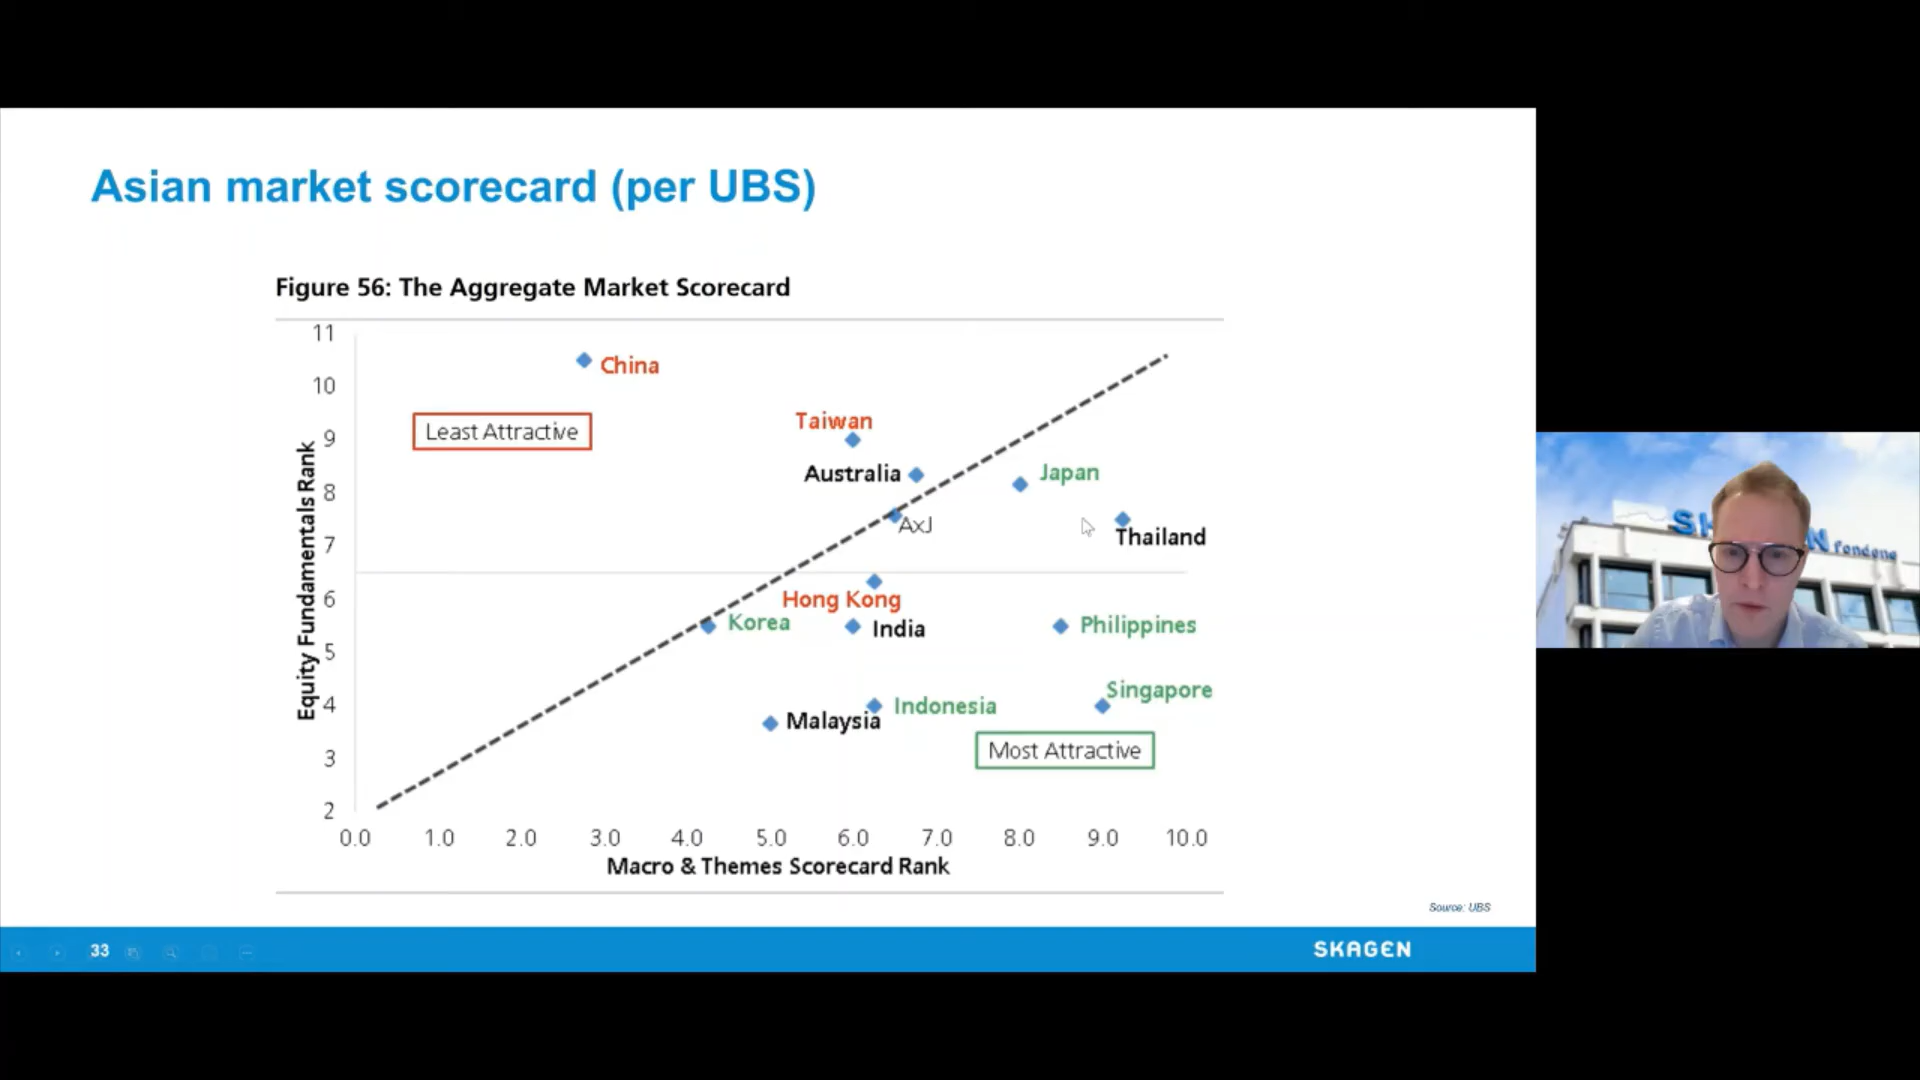 Asian market scorecard (per UBS)
Figure 56: The Aggregate Market Scorecard
11
10
9
8
7
6
5
4
3
2
Equity Fundamentals Rank
China
Least Attractive
Taiwan
Australia
Japan
AxJ
Thailand
Hong Kong
Korea
India
Philippines
Singapore
Indonesia
Malaysia
Most Attractive
0.0 1.0 2.0 3.0 4.0 5.0 6.0 7.0 8.0 9.0 10.0
Macro & Themes Scorecard Rank
Source: UBS
33
SKAGEN
fondene